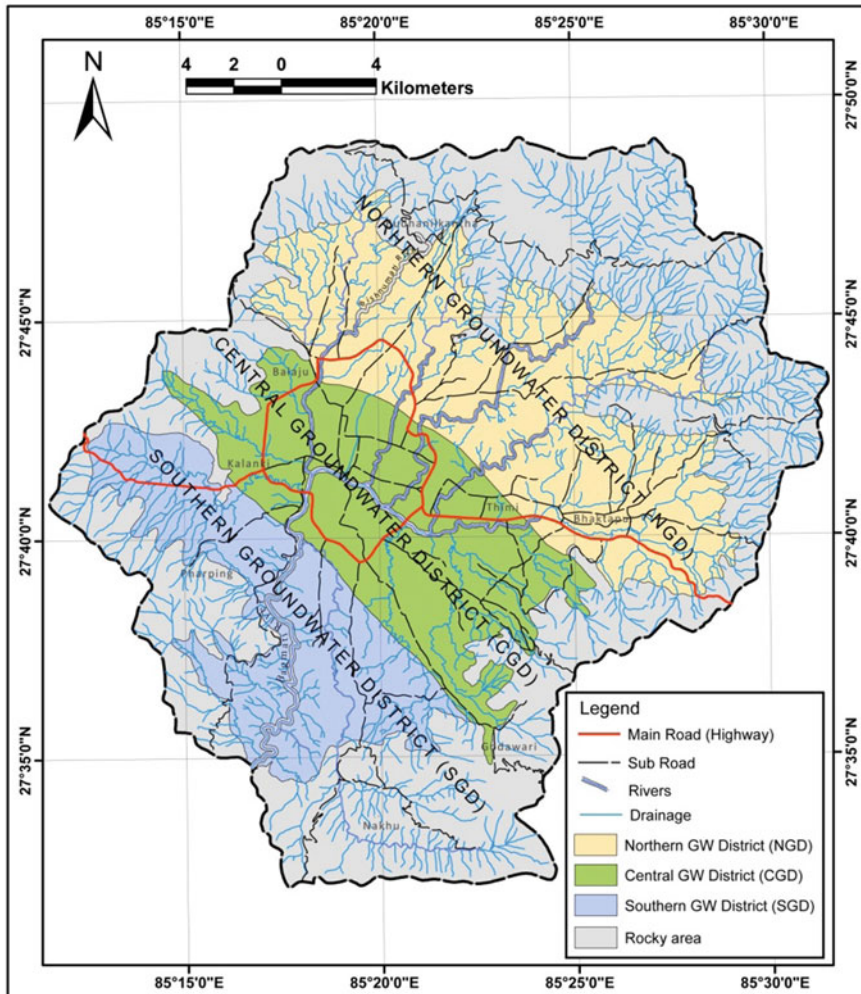 85°15'0"E 85°20'0"E 85°25'0"E 85°30'0"E
N
4 2 0 4
Kilometers
27°50'0"N
27°45'0"N
27°45'0"N
27°40'0"N
27°40'0"N
27°35'0"N
27°35'0"N
NORHTERN GROUNDWATER DISTRICT (NGD)
CENTRAL GROUNDWATER DISTRICT (CGD)
SOUTHERN GROUNDWATER DISTRICT (SGD)
Balaju
Kalanki
Thimi
Bhaktapur
Pharping
Bagmati River
Godawari
Nakhu
Legend
Main Road (Highway)
Sub Road
Rivers
Drainage
Northern GW District (NGD)
Central GW District (CGD)
Southern GW District (SGD)
Rocky area
85°15'0"E 85°20'0"E 85°25'0"E 85°30'0"E